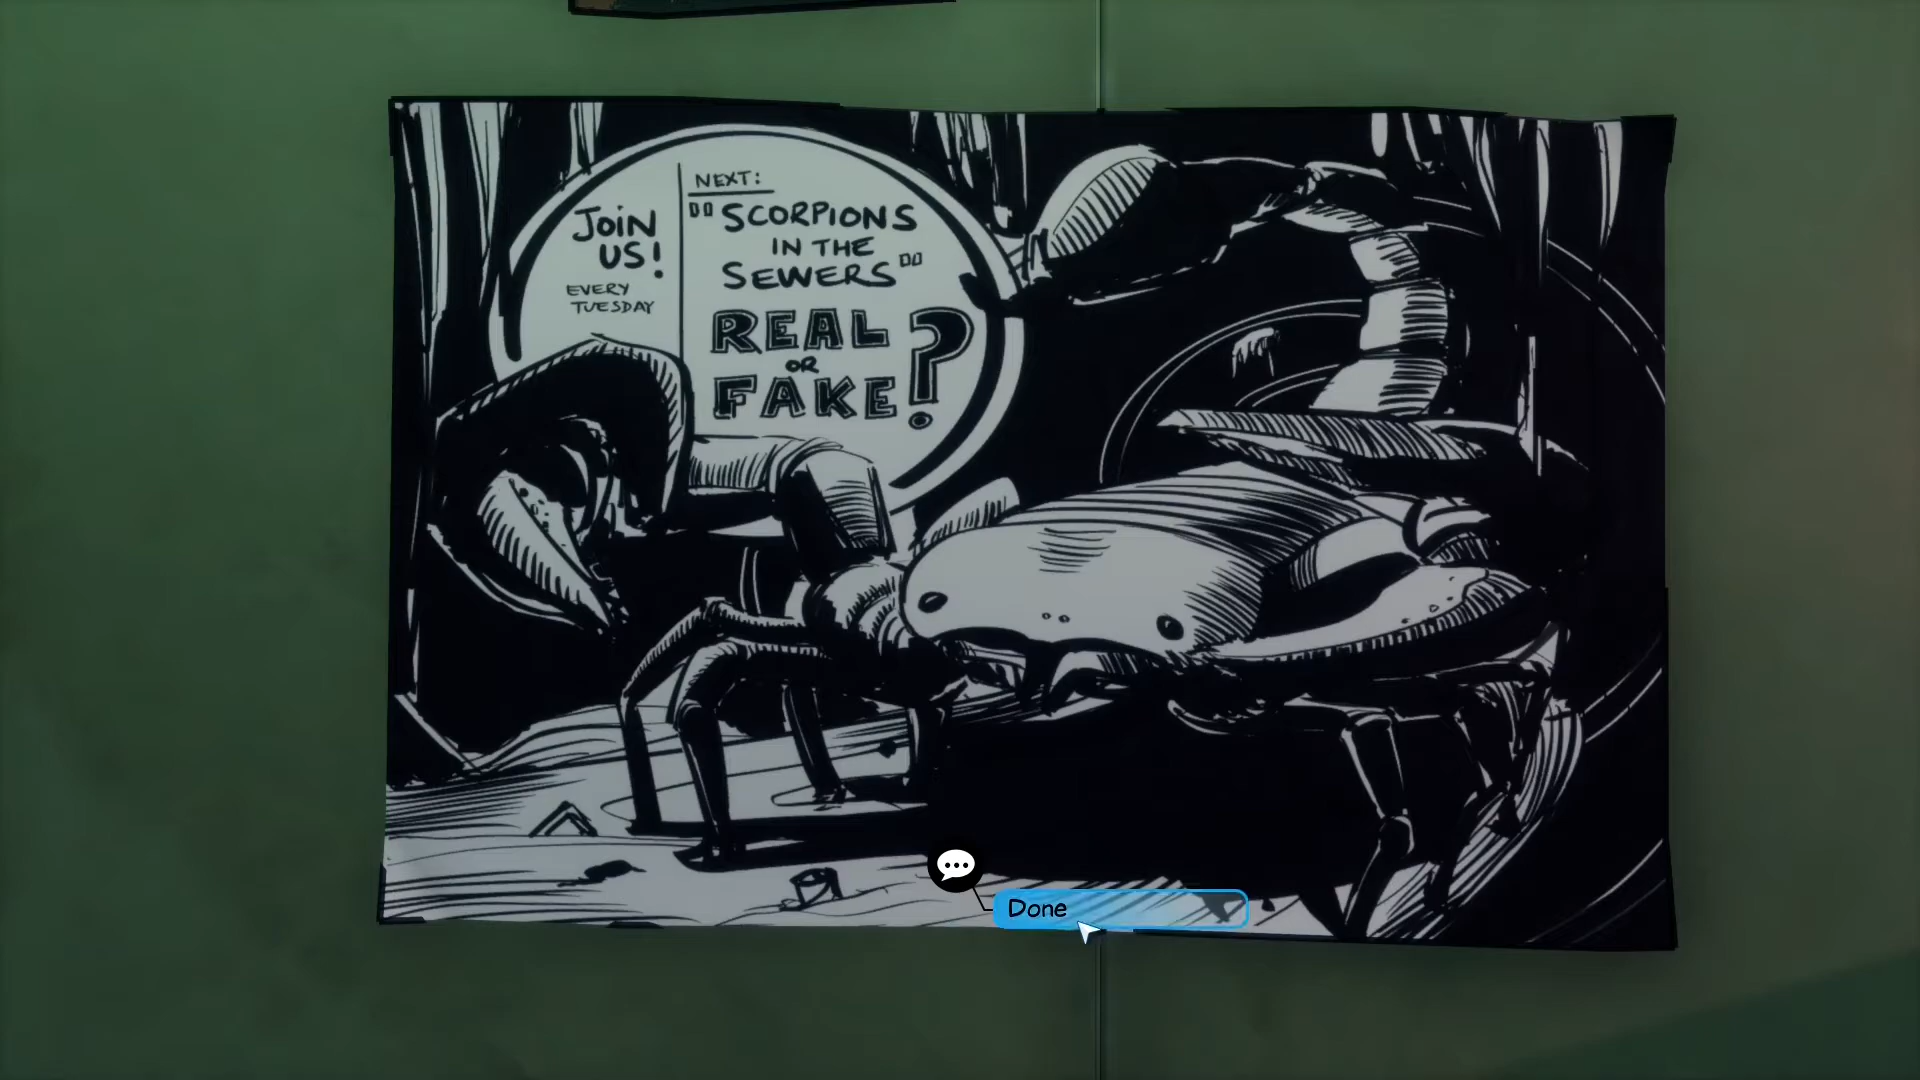 JOiN
US!
EVERY
TUESDAY
NEXT:
"SCORPIONS
IN THE
SEWERS"
REAL
OR
FAKE?
Done